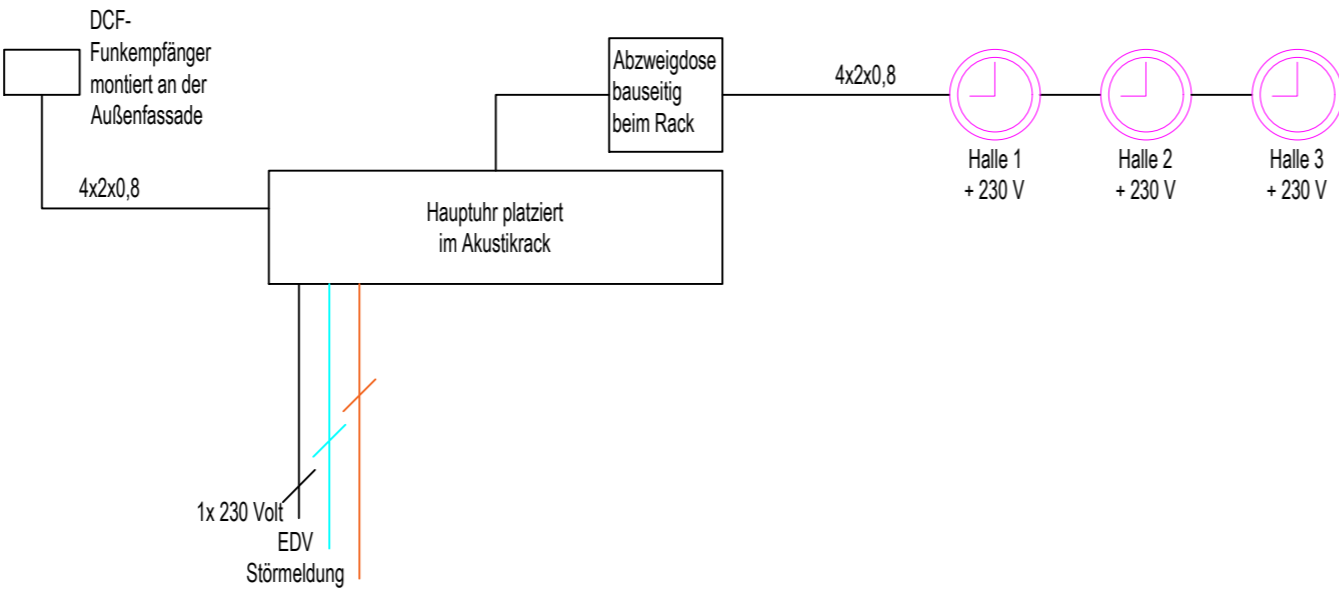 DCF-
Funkempfänger
montiert an der
Außenfassade
4x2x0,8
Hauptuhr platziert
im Akustikrack
Abzweigdose
bauseitig
beim Rack
4x2x0,8
Halle 1
+ 230 V
Halle 2
+ 230 V
Halle 3
+ 230 V
1x 230 Volt
EDV
Störmeldung